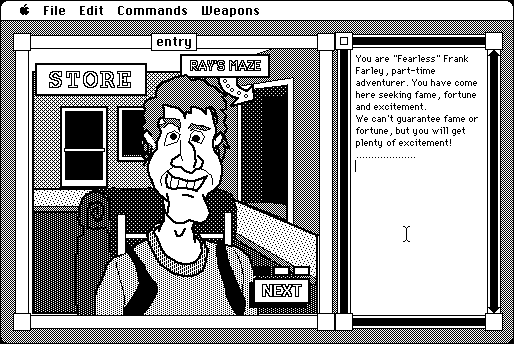 File Edit Commands Weapons
entry
STORE
RAY'S MAZE
NEXT
You are "Fearless" Frank
Farley, part-time
adventurer. You have come
here seeking fame, fortune
and excitement.
We can't guarantee fame or
fortune, but you will get
plenty of excitement!
....................